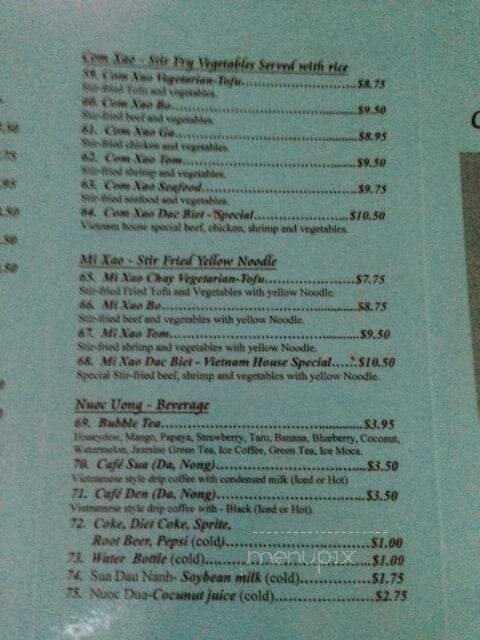 Com Xao - Stir Fry Vegetables Served with rice
59. Com Xao Vegetarian-Tofu..............................$8.75
Stir-fried Tofu and vegetables.
60. Com Xao Bo..................................................$9.50
Stir-fried beef and vegetables.
61. Com Xao Ga..................................................$8.95
Stir-fried chicken and vegetables.
62. Com Xao Tom................................................$9.50
Stir-fried shrimp and vegetables.
63. Com Xao Seafood..........................................$9.75
Stir-fried seafood and vegetables.
64. Com Xao Dac Biet - Special........................$10.50
Vietnam house special beef, chicken, shrimp and vegetables.
Mi Xao - Stir Fried Yellow Noodle
65. Mi Xao Chay Vegetarian-Tofu........................$7.75
Stir-fried Fried Tofu and Vegetables with yellow Noodle.
66. Mi Xao Bo..................................................$8.75
Stir-fried beef and vegetables with yellow Noodle.
67. Mi Xao Tom................................................$9.50
Stir-fried shrimp and vegetables with yellow Noodle.
68. Mi Xao Dac Biet - Vietnam House Special......$10.50
Special Stir-fried beef, shrimp and vegetables with yellow Noodle.
Nuoc Uong - Beverage
69. Bubble Tea..................................................$3.95
Honeydew, Mango, Papaya, Strawberry, Taro, Banana, Blueberry, Coconut,
Watermelon, Jasmine Green Tea, Ice Coffee, Green Tea, Ice Moca.
70. Café Sua (Da, Nong)....................................$3.50
Vietnamese style drip coffee with condensed milk (Iced or Hot)
71. Café Den (Da, Nong)....................................$3.50
Vietnamese style drip coffee with - Black (Iced or Hot)
72. Coke, Diet Coke, Sprite,
Root Beer, Pepsi (cold)....................................$1.00
73. Water Bottle (cold)........................................$1.00
74. Sua Dau Nanh- Soybean milk (cold)................$1.75
75. Nuoc Dua-Cocunut juice (cold)........................$2.75
menupix